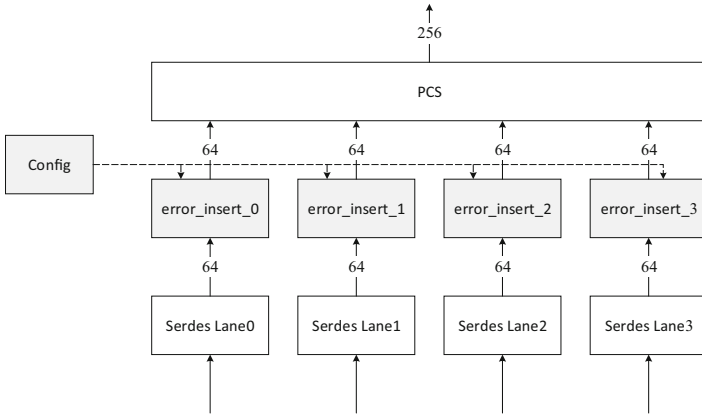 256
PCS
64 64 64 64
Config
error_insert_0 error_insert_1 error_insert_2 error_insert_3
64 64 64 64
Serdes Lane0 Serdes Lane1 Serdes Lane2 Serdes Lane3